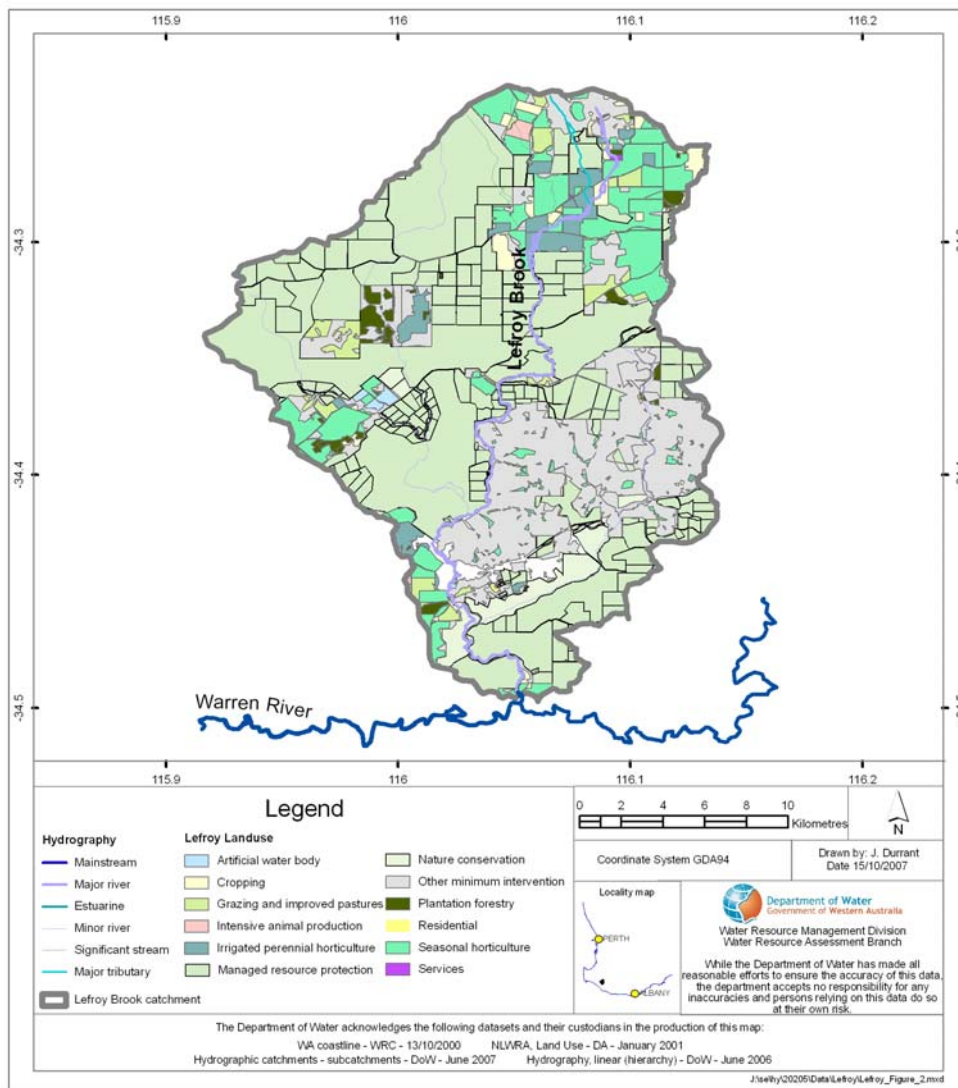 115.9 116 116.1 116.2
-34.3
-34.4
-34.5
Lefroy Brook
Warren River
115.9 116 116.1 116.2
Legend
Hydrography
Mainstream
Major river
Estuarine
Minor river
Significant stream
Major tributary
Lefroy Brook catchment
Lefroy Landuse
Artificial water body
Cropping
Grazing and improved pastures
Intensive animal production
Irrigated perennial horticulture
Managed resource protection
Nature conservation
Other minimum intervention
Plantation forestry
Residential
Seasonal horticulture
Services
0 1 2 4 6 8 10
Kilometres
N
Coordinate System GDA94
Drawn by: J. Durrant
Date 15/10/2007
Locality map
PERTH
ALBANY
Department of Water
Government of Western Australia
Water Resource Management Division
Water Resource Assessment Branch
While the Department of Water has made all
reasonable efforts to ensure the accuracy of this data,
the department accepts no responsibility for any
inaccuracies and persons relying on this data do so
at their own risk.
The Department of Water acknowledges the following datasets and their custodians in the production of this map:
WA coastline - WRC - 13/10/2000 NLWRA, Land Use - DA - January 2001
Hydrographic catchments - subcatchments - DoW - June 2007 Hydrography, linear (hierarchy) - DoW - June 2006